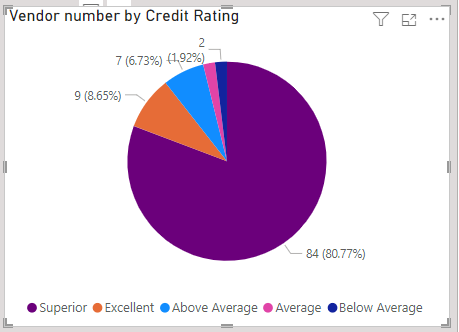 Vendor number by Credit Rating
2
(1.92%)
7 (6.73%)
9 (8.65%)
84 (80.77%)
Superior Excellent Above Average Average Below Average